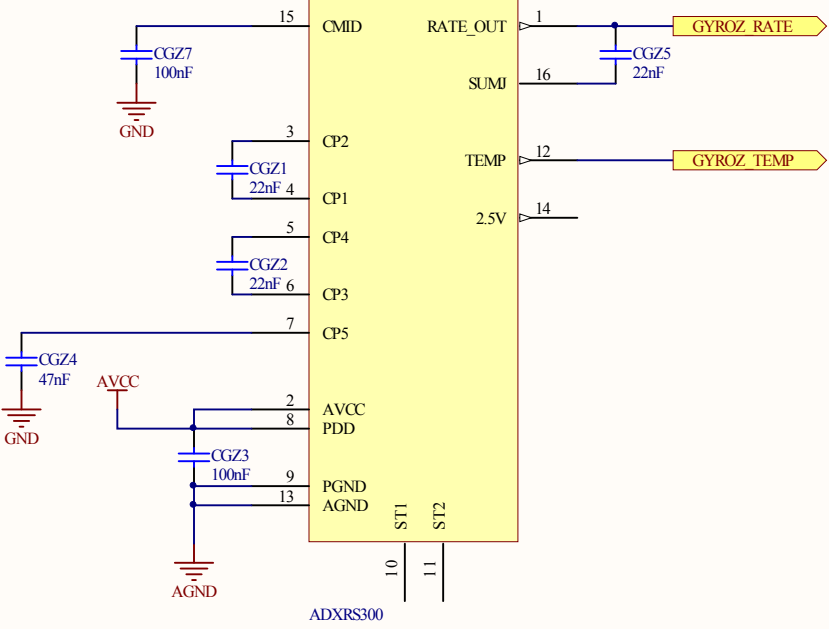 15 CMID RATE_OUT 1 GYROZ_RATE
CGZ7
100nF
GND
CGZ5
22nF
SUMJ 16
3 CP2
CGZ1
22nF
4 CP1
TEMP 12 GYROZ_TEMP
2.5V 14
5 CP4
CGZ2
22nF
6 CP3
7 CP5
CGZ4
47nF
GND
AVCC
2 AVCC
8 PDD
CGZ3
100nF
9 PGND
13 AGND
AGND
ST1 ST2
10 11
ADXRS300